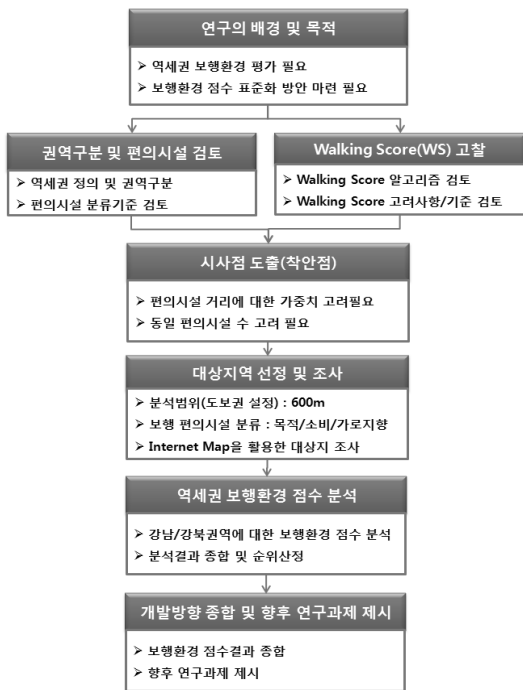 연구의 배경 및 목적
➢ 역세권 보행환경 평가 필요
➢ 보행환경 점수 표준화 방안 마련 필요
권역구분 및 편의시설 검토
➢ 역세권 정의 및 권역구분
➢ 편의시설 분류기준 검토
Walking Score(WS) 고찰
➢ Walking Score 알고리즘 검토
➢ Walking Score 고려사항/기준 검토
시사점 도출(착안점)
➢ 편의시설 거리에 대한 가중치 고려필요
➢ 동일 편의시설 수 고려 필요
대상지역 선정 및 조사
➢ 분석범위(도보권 설정) : 600m
➢ 보행 편의시설 분류 : 목적/소비/가로지향
➢ Internet Map을 활용한 대상지 조사
역세권 보행환경 점수 분석
➢ 강남/강북권역에 대한 보행환경 점수 분석
➢ 분석결과 종합 및 순위산정
개발방향 종합 및 향후 연구과제 제시
➢ 보행환경 점수결과 종합
➢ 향후 연구과제 제시